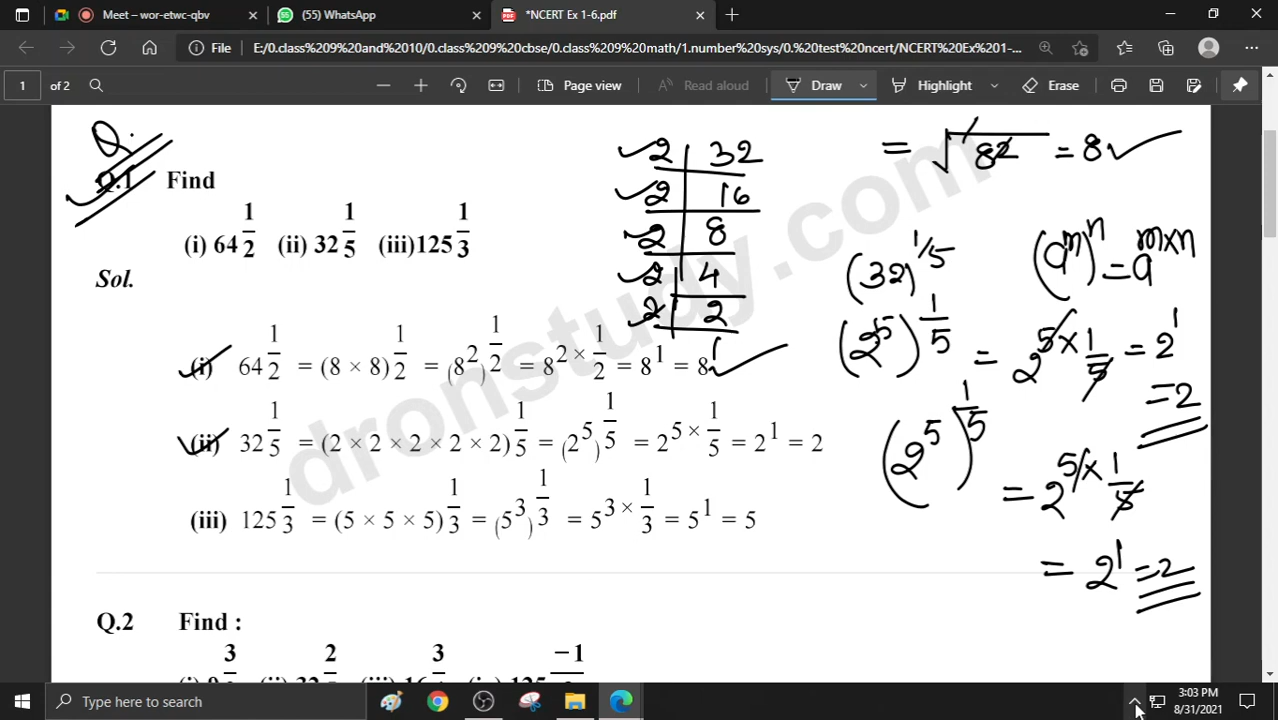 Meet – wor-etwc-qbv
(55) WhatsApp
*NCERT Ex 1-6.pdf
File E:/0.class%209%20and%2010/0.class%209%20cbse/0.class%209%20math/1.number%20sys/0.%20test%20ncert/NCERT%20Ex%201-...
1 of 2 Page view Read aloud Draw Highlight Erase
Q.
Q.1 Find
(i) 64^(1/2) (ii) 32^(1/5) (iii)125^(1/3)
Sol.
(i) 64^(1/2) = (8 × 8)^(1/2) = (8^2)^(1/2) = 8^(2 × 1/2) = 8^1 = 8
(ii) 32^(1/5) = (2 × 2 × 2 × 2 × 2)^(1/5) = (2^5)^(1/5) = 2^(5 × 1/5) = 2^1 = 2
(iii) 125^(1/3) = (5 × 5 × 5)^(1/3) = (5^3)^(1/3) = 5^(3 × 1/3) = 5^1 = 5
2 | 32
2 | 16
2 | 8
2 | 4
2 | 2
1
= √8^2 = 8
(32)^(1/5)
(a^m)^n = a^(m×n)
(2^5)^(1/5) = 2^(5×1/5) = 2^1
= 2
(2^5)^(1/5)
= 2^(5×1/5)
= 2^1 = 2
dronstudy.com
Q.2 Find :
Type here to search
3:03 PM
8/31/2021